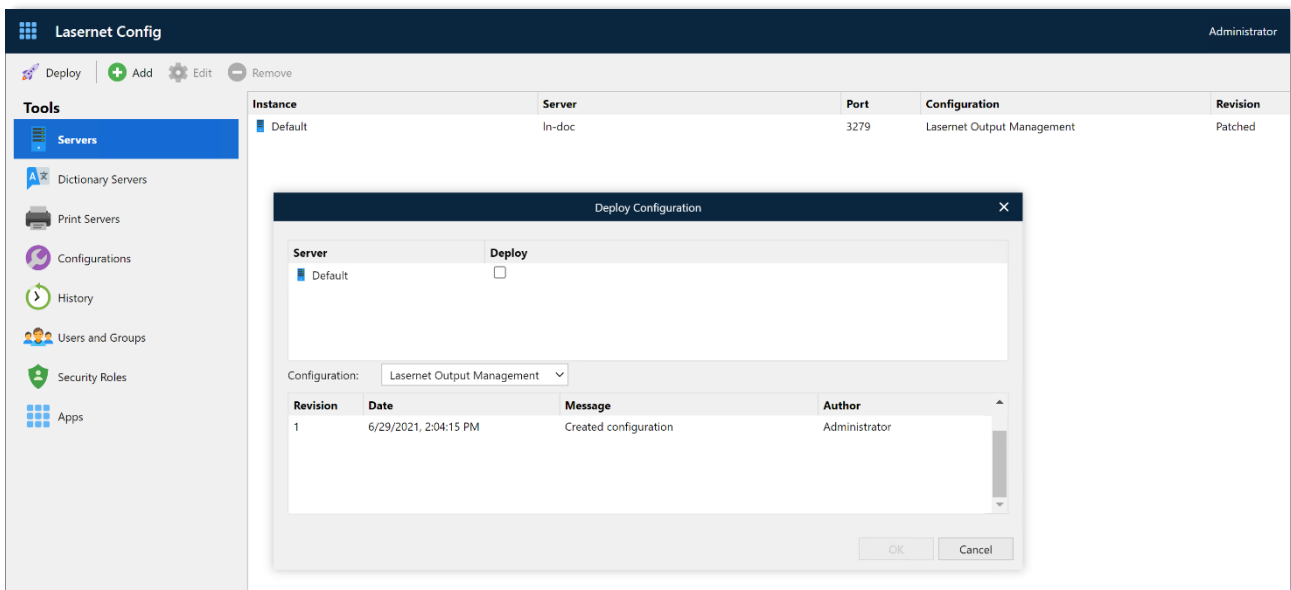 Lasernet Config Administrator
Deploy Add Edit Remove
Tools
Servers
Dictionary Servers
Print Servers
Configurations
History
Users and Groups
Security Roles
Apps
Instance Server Port Configuration Revision
Default In-doc 3279 Lasernet Output Management Patched
Deploy Configuration
Server Deploy
Default
Configuration: Lasernet Output Management
Revision Date Message Author
1 6/29/2021, 2:04:15 PM Created configuration Administrator
OK Cancel